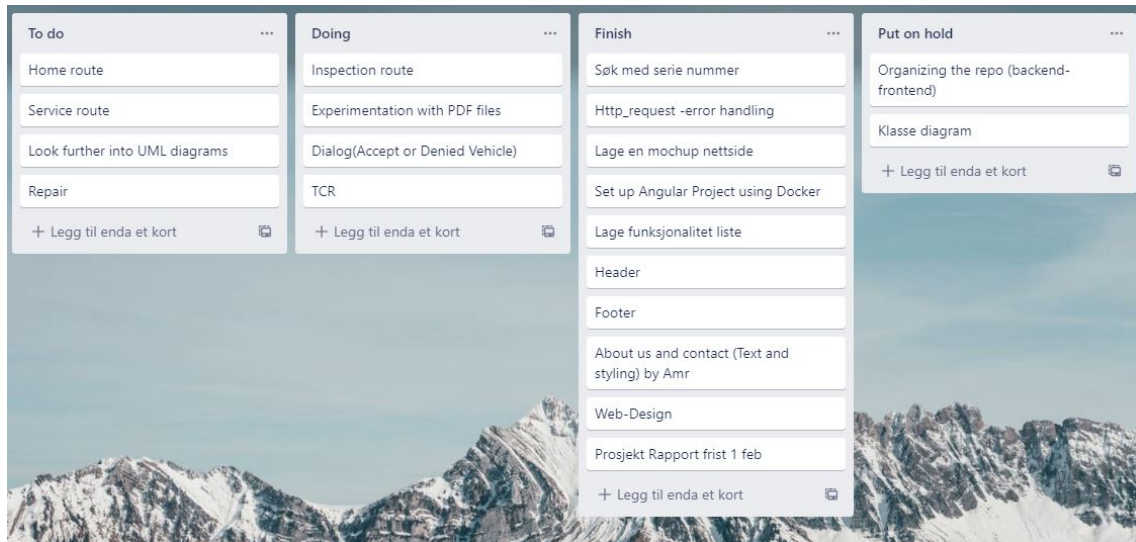 To do
Home route
Service route
Look further into UML diagrams
Repair
+ Legg til enda et kort
Doing
Inspection route
Experimentation with PDF files
Dialog(Accept or Denied Vehicle)
TCR
+ Legg til enda et kort
Finish
Søk med serie nummer
Http_request -error handling
Lage en mochup nettside
Set up Angular Project using Docker
Lage funksjonalitet liste
Header
Footer
About us and contact (Text and
styling) by Amr
Web-Design
Prosjekt Rapport frist 1 feb
+ Legg til enda et kort
Put on hold
Organizing the repo (backend-
frontend)
Klasse diagram
+ Legg til enda et kort